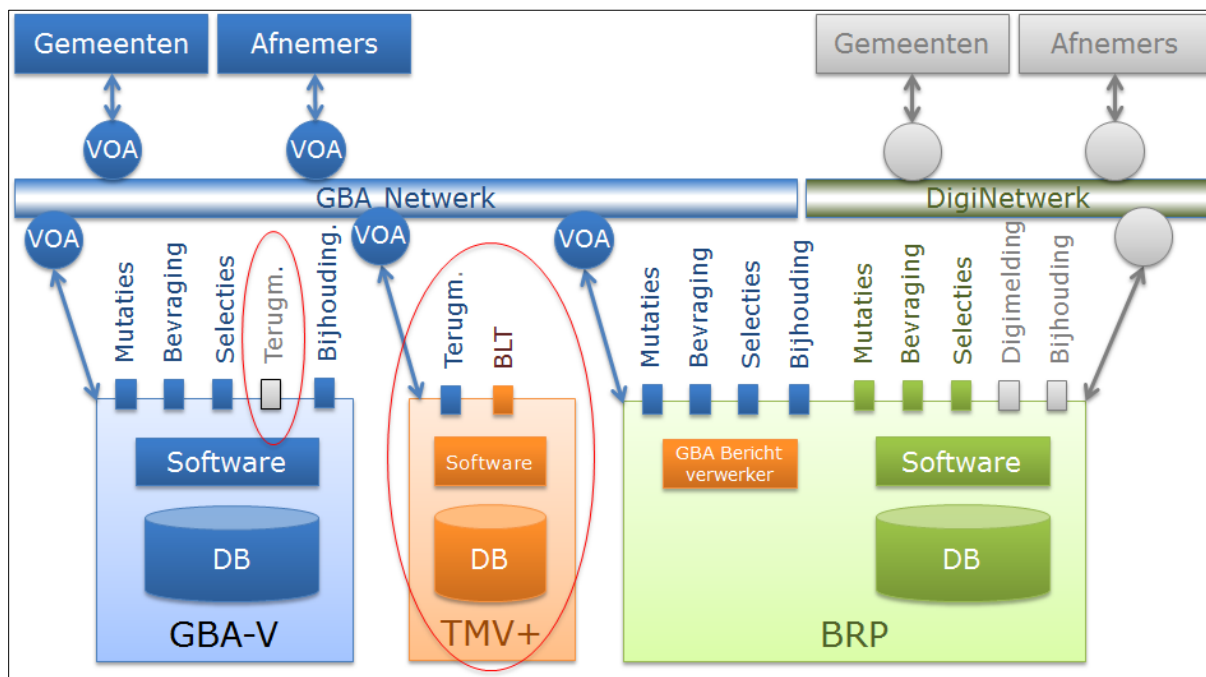 Gemeenten
Afnemers
Gemeenten
Afnemers
VOA
VOA
GBA Netwerk
DigiNetwerk
VOA
VOA
VOA
Mutaties
Bevraging
Selecties
Terugm.
Bijhouding.
Terugm.
BLT
Mutaties
Bevraging
Selecties
Bijhouding
Mutaties
Bevraging
Selecties
Digimelding
Bijhouding
Software
Software
GBA Bericht
verwerker
Software
DB
DB
DB
GBA-V
TMV+
BRP